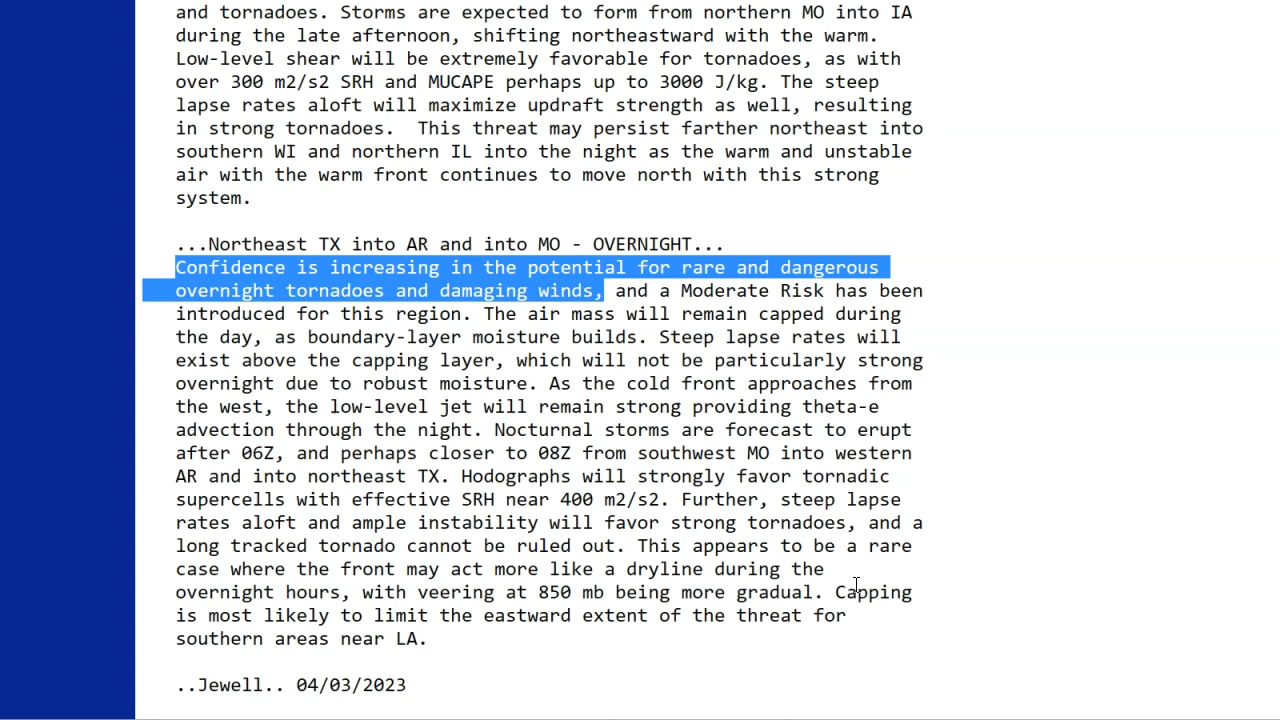 and tornadoes. Storms are expected to form from northern MO into IA
during the late afternoon, shifting northeastward with the warm.
Low-level shear will be extremely favorable for tornadoes, as with
over 300 m2/s2 SRH and MUCAPE perhaps up to 3000 J/kg. The steep
lapse rates aloft will maximize updraft strength as well, resulting
in strong tornadoes.  This threat may persist farther northeast into
southern WI and northern IL into the night as the warm and unstable
air with the warm front continues to move north with this strong
system.
...Northeast TX into AR and into MO - OVERNIGHT...
Confidence is increasing in the potential for rare and dangerous
overnight tornadoes and damaging winds, and a Moderate Risk has been
introduced for this region. The air mass will remain capped during
the day, as boundary-layer moisture builds. Steep lapse rates will
exist above the capping layer, which will not be particularly strong
overnight due to robust moisture. As the cold front approaches from
the west, the low-level jet will remain strong providing theta-e
advection through the night. Nocturnal storms are forecast to erupt
after 06Z, and perhaps closer to 08Z from southwest MO into western
AR and into northeast TX. Hodographs will strongly favor tornadic
supercells with effective SRH near 400 m2/s2. Further, steep lapse
rates aloft and ample instability will favor strong tornadoes, and a
long tracked tornado cannot be ruled out. This appears to be a rare
case where the front may act more like a dryline during the
overnight hours, with veering at 850 mb being more gradual. Capping
is most likely to limit the eastward extent of the threat for
southern areas near LA.
..Jewell.. 04/03/2023